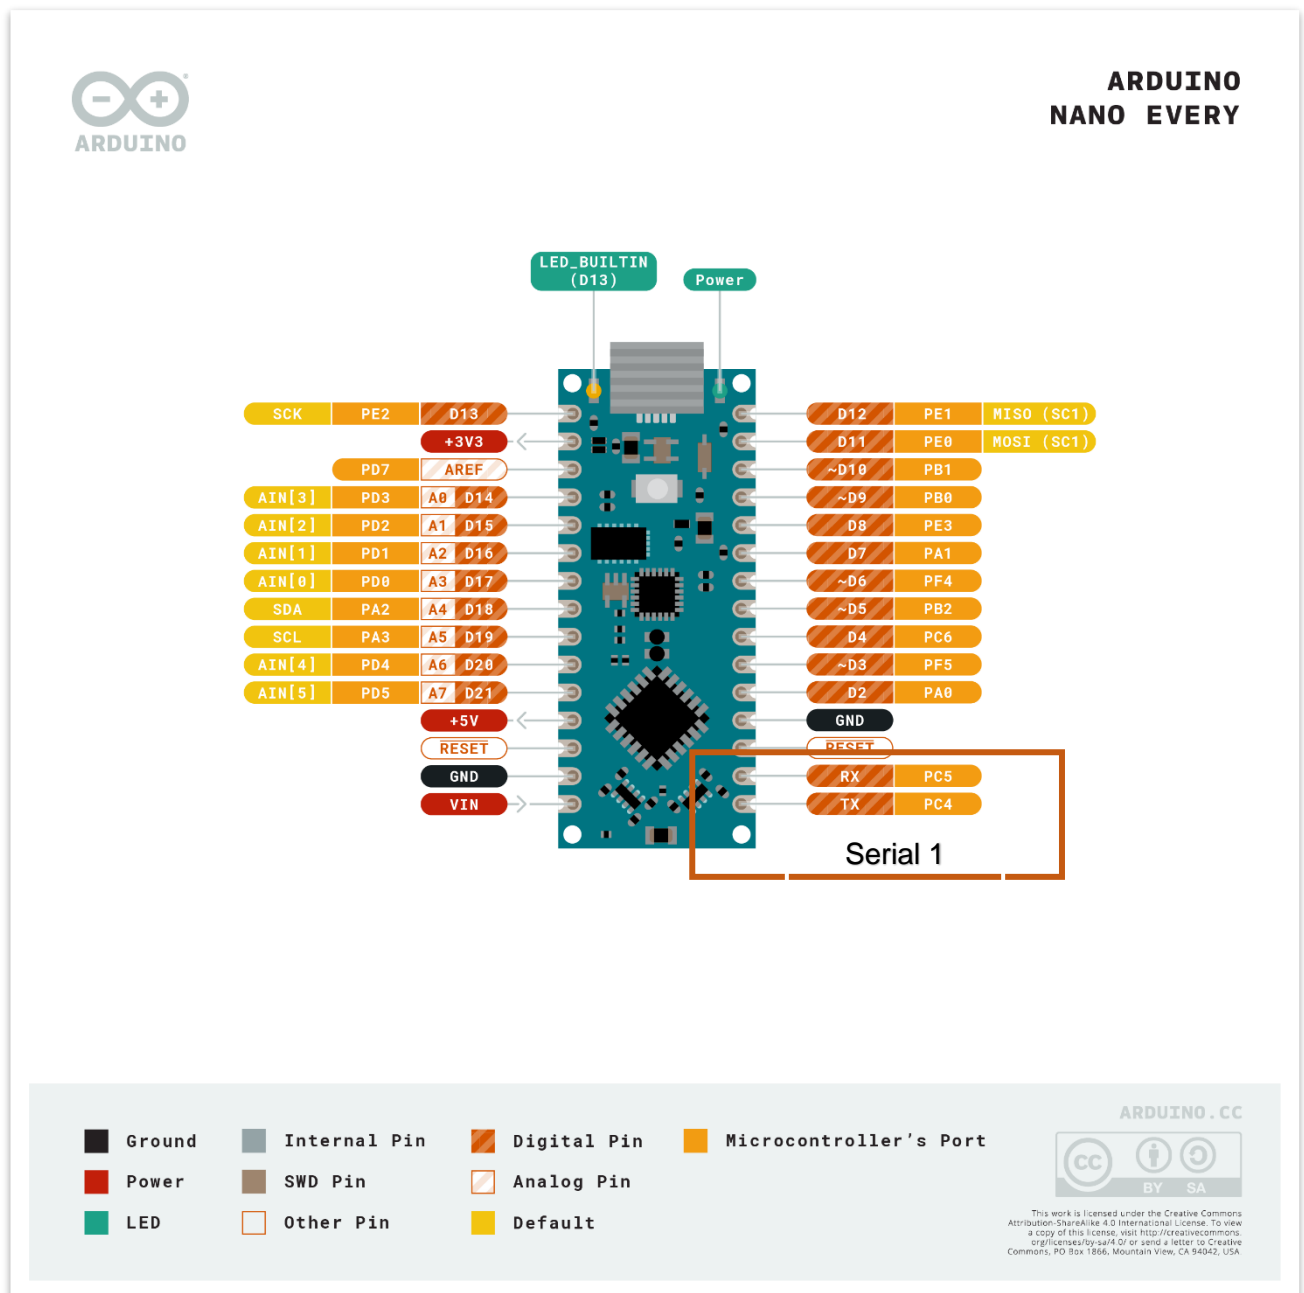 ARDUINO
ARDUINO
NANO EVERY
LED_BUILTIN
(D13)
Power
SCK PE2 D13
+3V3
PD7 AREF
AIN[3] PD3 A0 D14
AIN[2] PD2 A1 D15
AIN[1] PD1 A2 D16
AIN[0] PD0 A3 D17
SDA PA2 A4 D18
SCL PA3 A5 D19
AIN[4] PD4 A6 D20
AIN[5] PD5 A7 D21
+5V
RESET
GND
VIN
D12 PE1 MISO (SC1)
D11 PE0 MOSI (SC1)
~D10 PB1
~D9 PB0
D8 PE3
D7 PA1
~D6 PF4
~D5 PB2
D4 PC6
~D3 PF5
D2 PA0
GND
RESET
RX PC5
TX PC4
Serial 1
Ground
Power
LED
Internal Pin
SWD Pin
Other Pin
Digital Pin
Analog Pin
Default
Microcontroller's Port
ARDUINO.CC
cc
BY SA
This work is licensed under the Creative Commons
Attribution-ShareAlike 4.0 International License. To view
a copy of this license, visit http://creativecommons.
org/licenses/by-sa/4.0/ or send a letter to Creative
Commons, PO Box 1866, Mountain View, CA 94042, USA.